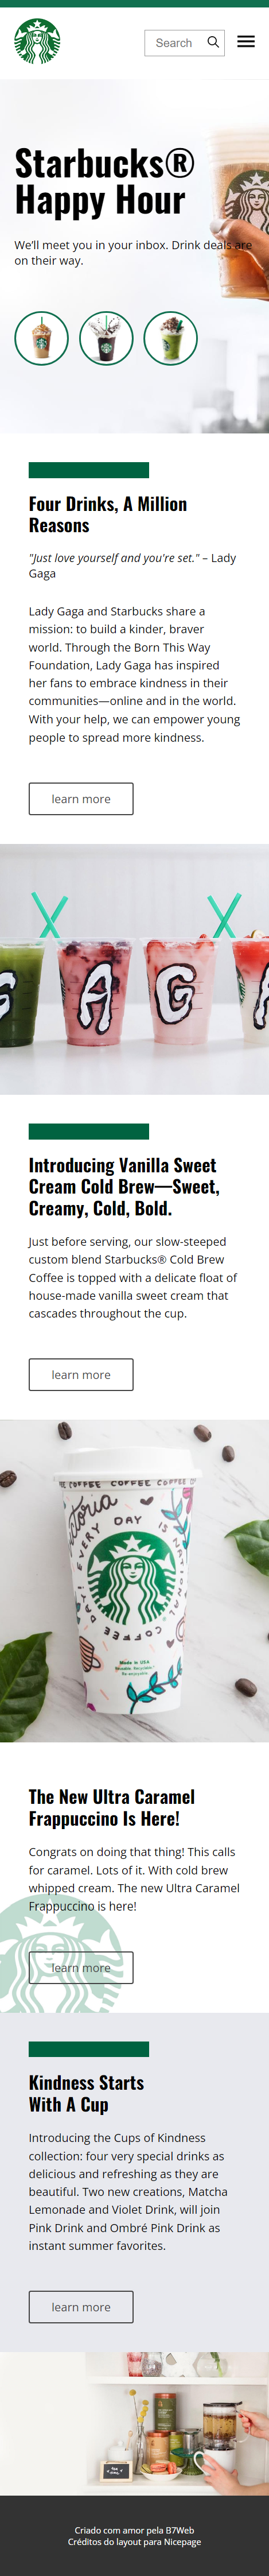 Search
Starbucks®
Happy Hour
We'll meet you in your inbox. Drink deals are
on their way.
Four Drinks, A Million
Reasons
"Just love yourself and you're set." – Lady
Gaga
Lady Gaga and Starbucks share a
mission: to build a kinder, braver
world. Through the Born This Way
Foundation, Lady Gaga has inspired
her fans to embrace kindness in their
communities—online and in the world.
With your help, we can empower young
people to spread more kindness.
learn more
G A G
Introducing Vanilla Sweet
Cream Cold Brew—Sweet,
Creamy, Cold, Bold.
Just before serving, our slow-steeped
custom blend Starbucks® Cold Brew
Coffee is topped with a delicate float of
house-made vanilla sweet cream that
cascades throughout the cup.
learn more
COFFEE COFFEE COFFEE
EVERY DAY IS
Made in USA
The New Ultra Caramel
Frappuccino Is Here!
Congrats on doing that thing! This calls
for caramel. Lots of it. With cold brew
whipped cream. The new Ultra Caramel
Frappuccino is here!
learn more
Kindness Starts
With A Cup
Introducing the Cups of Kindness
collection: four very special drinks as
delicious and refreshing as they are
beautiful. Two new creations, Matcha
Lemonade and Violet Drink, will join
Pink Drink and Ombré Pink Drink as
instant summer favorites.
learn more
Criado com amor pela B7Web
Créditos do layout para Nicepage